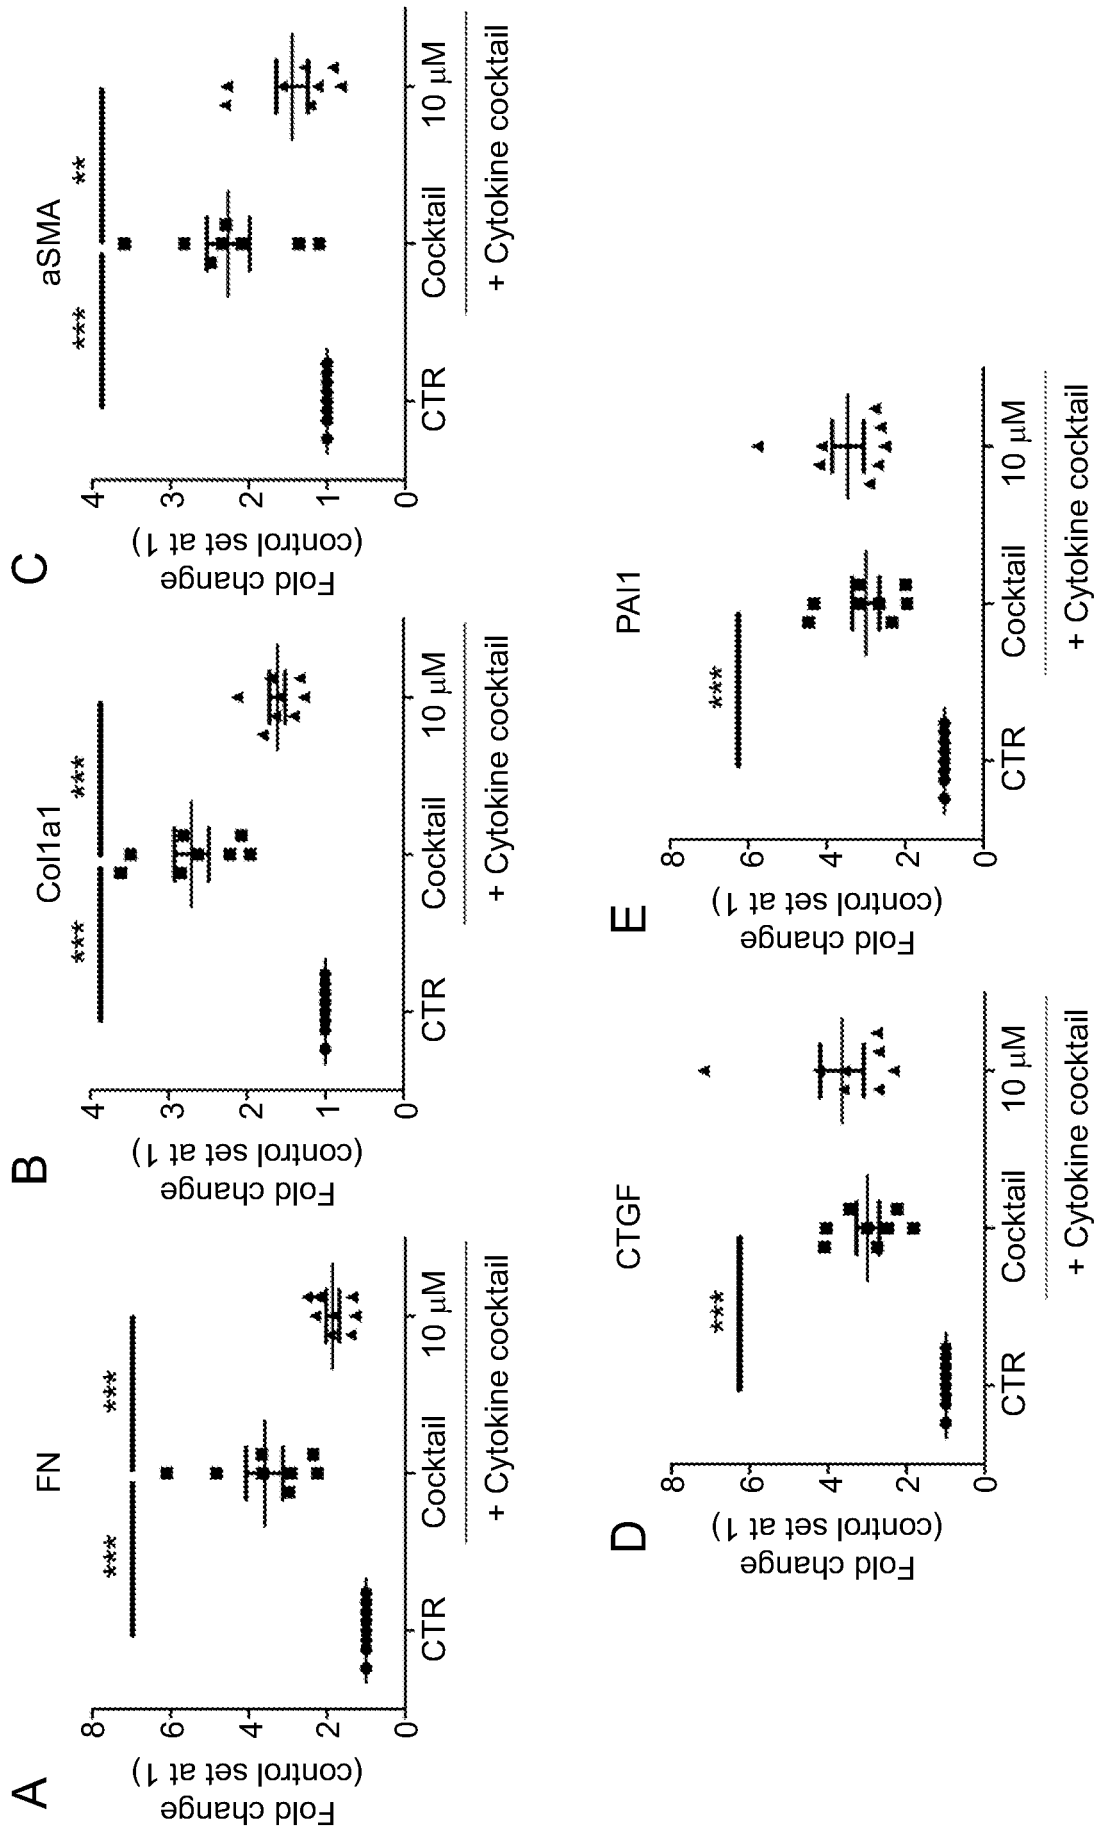 A
FN
***
***
Fold change
(control set at 1)
8
6
4
2
0
CTR
Cocktail
10 µM
+ Cytokine cocktail
B
Col1a1
***
***
Fold change
(control set at 1)
4
3
2
1
0
CTR
Cocktail
10 µM
+ Cytokine cocktail
C
aSMA
***
**
Fold change
(control set at 1)
4
3
2
1
0
CTR
Cocktail
10 µM
+ Cytokine cocktail
D
CTGF
***
Fold change
(control set at 1)
8
6
4
2
0
CTR
Cocktail
10 µM
+ Cytokine cocktail
E
PAI1
***
Fold change
(control set at 1)
8
6
4
2
0
CTR
Cocktail
10 µM
+ Cytokine cocktail